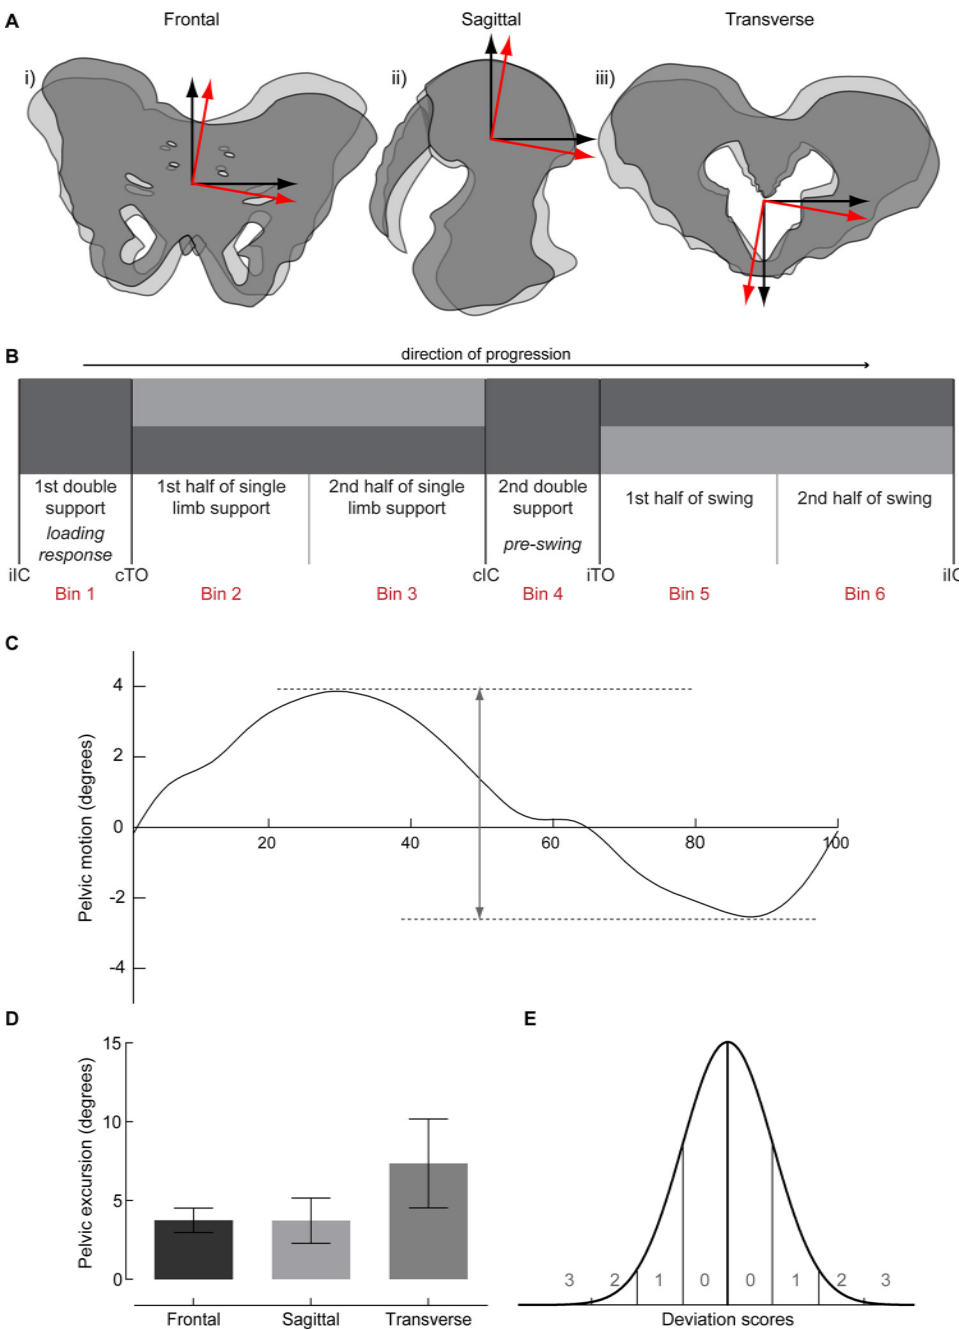 A
Frontal
Sagittal
Transverse
i)
ii)
iii)
B
direction of progression
1st double
support
loading
response
1st half of single
limb support
2nd half of single
limb support
2nd double
support
pre-swing
1st half of swing
2nd half of swing
iIC
cTO
cIC
iTO
iIC
Bin 1
Bin 2
Bin 3
Bin 4
Bin 5
Bin 6
C
Pelvic motion (degrees)
4
2
0
-2
-4
20
40
60
80
100
D
Pelvic excursion (degrees)
15
10
5
0
Frontal
Sagittal
Transverse
E
3 2 1 0 0 1 2 3
Deviation scores